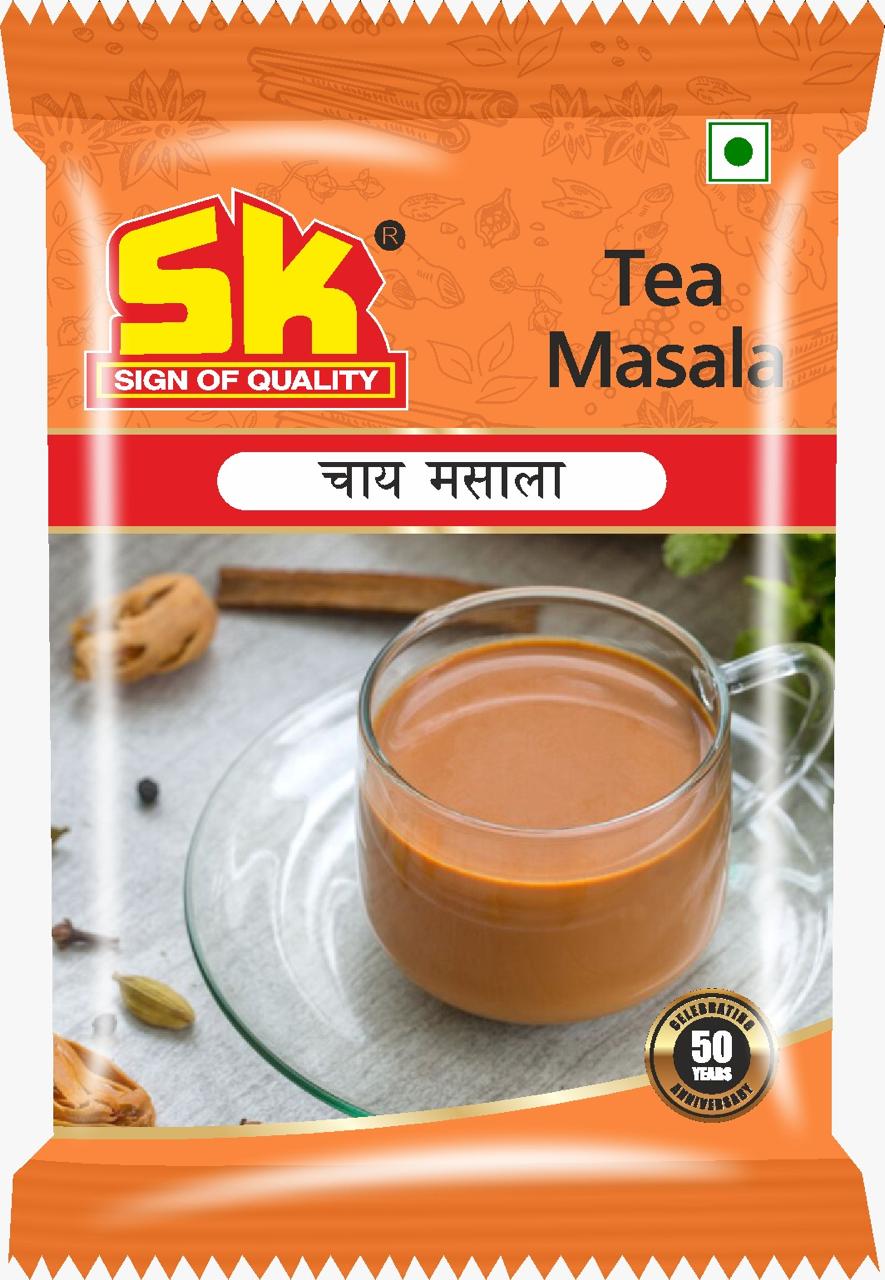 SK ®
SIGN OF QUALITY
Tea
Masala
चाय मसाला
CELEBRATING
50
YEARS
ANNIVERSARY